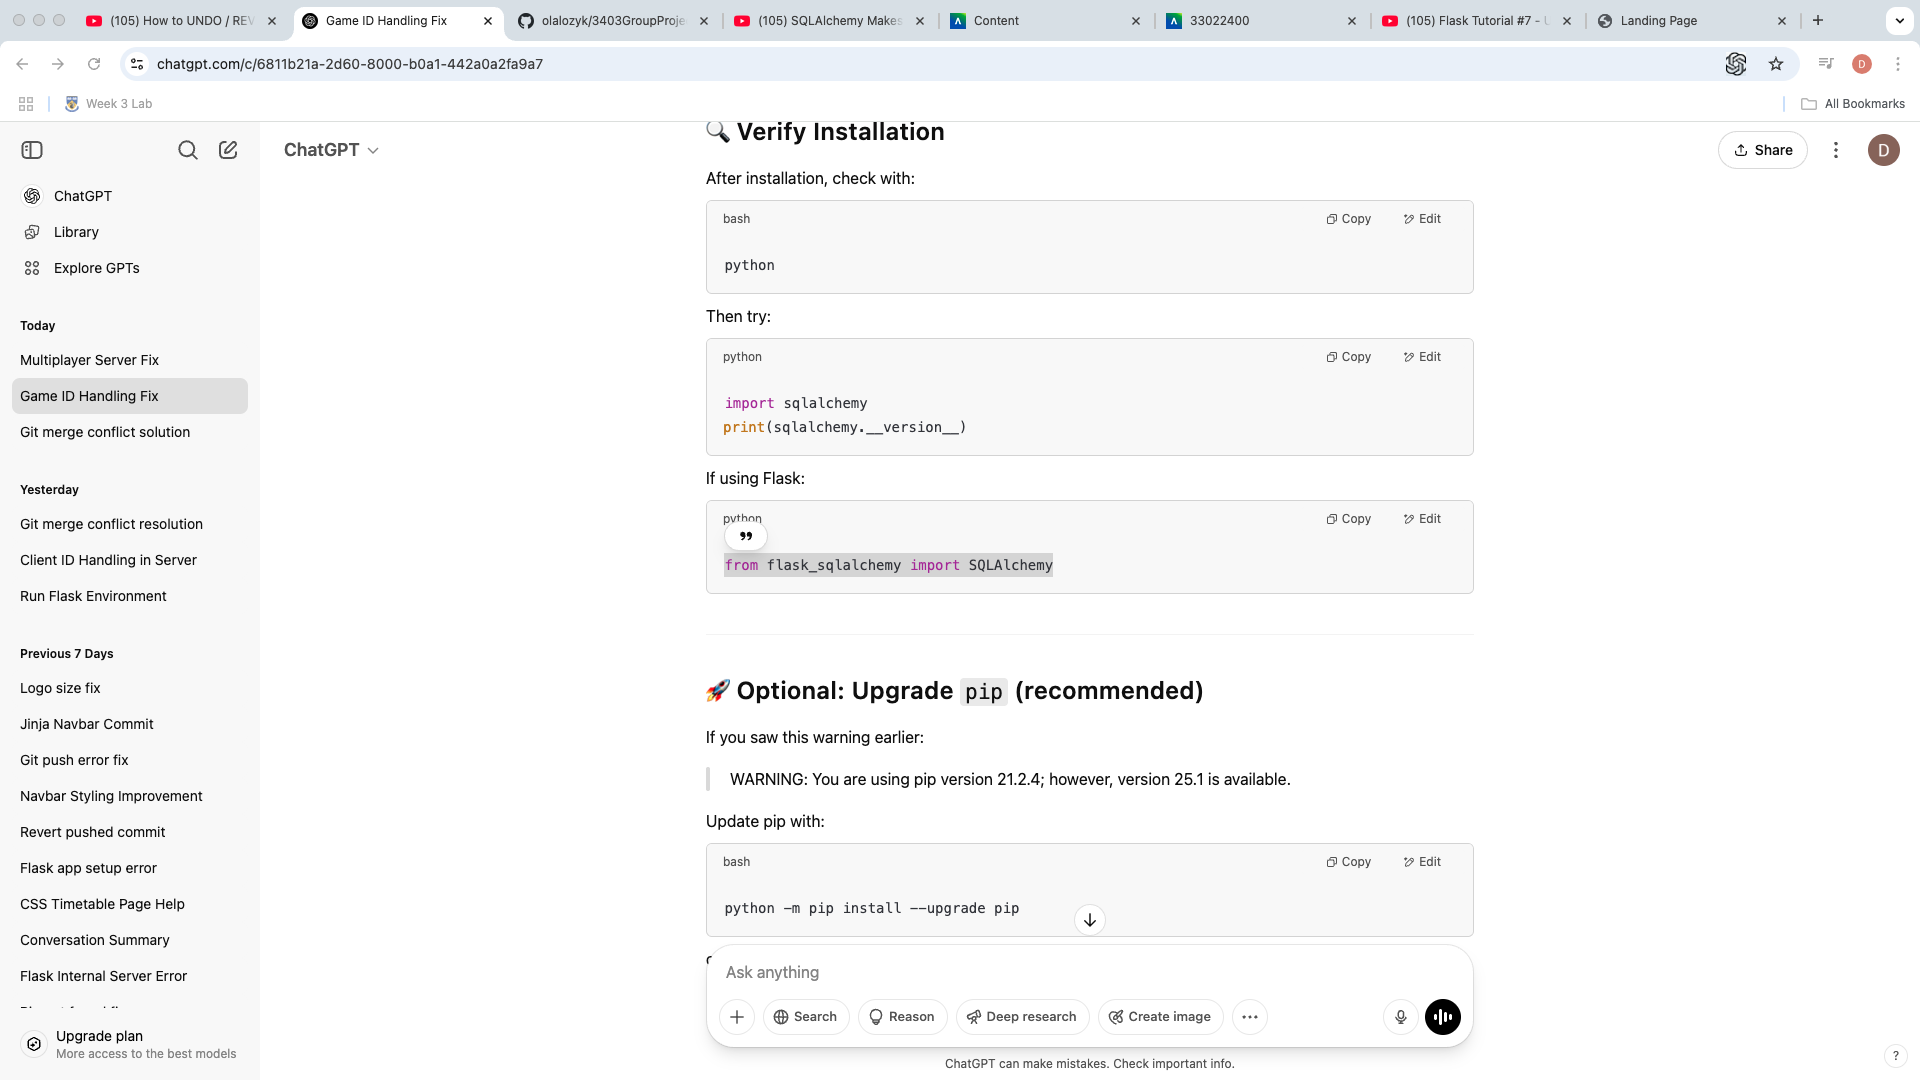 (105) How to UNDO / REV
Game ID Handling Fix
olalozyk/3403GroupProje
(105) SQLAlchemy Makes
Content
33022400
(105) Flask Tutorial #7 - U
Landing Page
chatgpt.com/c/6811b21a-2d60-8000-b0a1-442a0a2fa9a7
D
Week 3 Lab
All Bookmarks
ChatGPT
Share
D
ChatGPT
Library
Explore GPTs
Today
Multiplayer Server Fix
Game ID Handling Fix
Git merge conflict solution
Yesterday
Git merge conflict resolution
Client ID Handling in Server
Run Flask Environment
Previous 7 Days
Logo size fix
Jinja Navbar Commit
Git push error fix
Navbar Styling Improvement
Revert pushed commit
Flask app setup error
CSS Timetable Page Help
Conversation Summary
Flask Internal Server Error
Upgrade plan
More access to the best models
🔍 Verify Installation
After installation, check with:
bash
Copy
Edit
python
Then try:
python
Copy
Edit
import sqlalchemy
print(sqlalchemy.__version__)
If using Flask:
python
Copy
Edit
from flask_sqlalchemy import SQLAlchemy
🚀 Optional: Upgrade pip (recommended)
If you saw this warning earlier:
WARNING: You are using pip version 21.2.4; however, version 25.1 is available.
Update pip with:
bash
Copy
Edit
python -m pip install --upgrade pip
Ask anything
Search
Reason
Deep research
Create image
ChatGPT can make mistakes. Check important info.
?